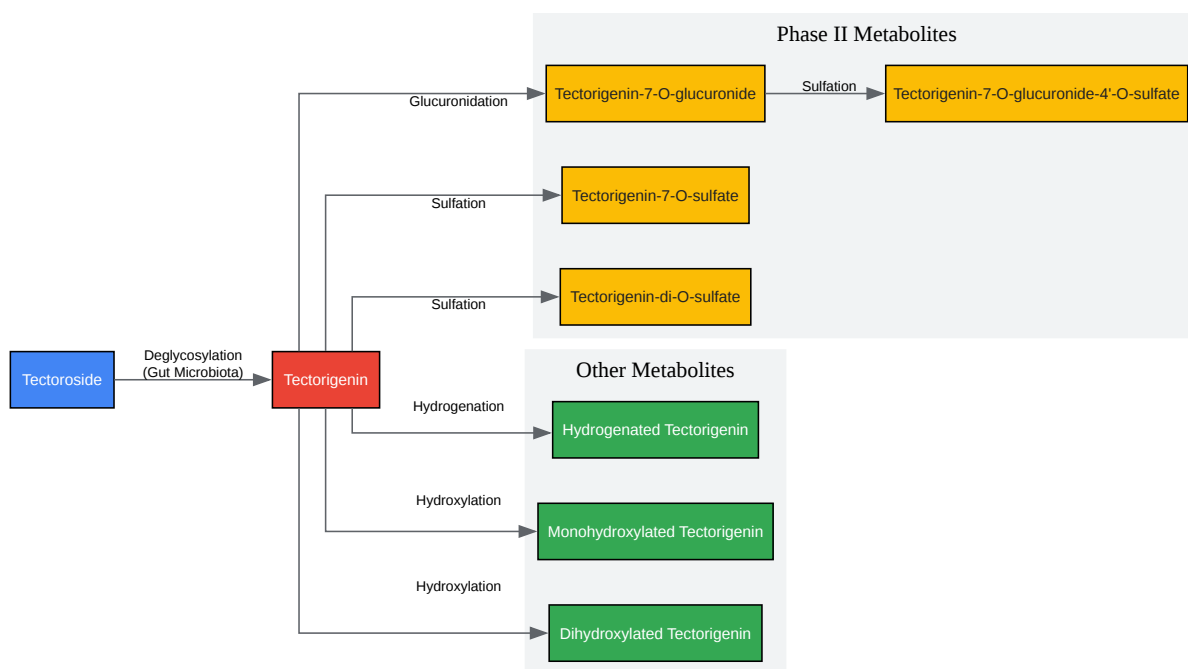 Phase II Metabolites
Glucuronidation
Tectorigenin-7-O-glucuronide
Sulfation
Tectorigenin-7-O-glucuronide-4'-O-sulfate
Sulfation
Tectorigenin-7-O-sulfate
Sulfation
Tectorigenin-di-O-sulfate
Tectoroside
Deglycosylation
(Gut Microbiota)
Tectorigenin
Other Metabolites
Hydrogenation
Hydrogenated Tectorigenin
Hydroxylation
Monohydroxylated Tectorigenin
Hydroxylation
Dihydroxylated Tectorigenin